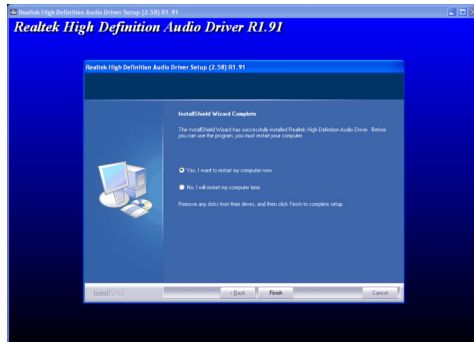 Realtek High Definition Audio Driver Setup (2.58) R1.91
Realtek High Definition Audio Driver R1.91
Realtek High Definition Audio Driver Setup (2.58) R1.91
InstallShield Wizard Complete
The InstallShield Wizard has successfully installed Realtek High Definition Audio Driver. Before
you can use the program, you must restart your computer.
Yes, I want to restart my computer now.
No, I will restart my computer later.
Remove any disks from their drives, and then click Finish to complete setup.
InstallShield
< Back
Finish
Cancel